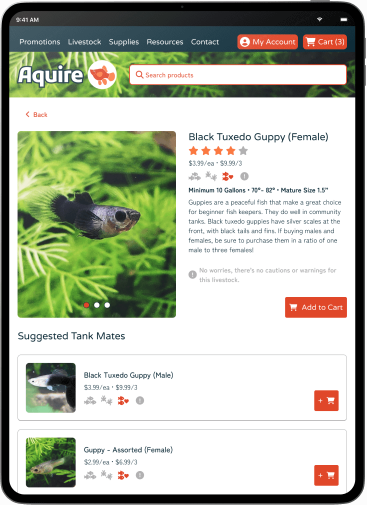 9:41 AM
Promotions Livestock Supplies Resources Contact My Account Cart (3)
Aquire
Search products
Back
Black Tuxedo Guppy (Female)
$3.99/ea • $9.99/3
Minimum 10 Gallons • 70°- 82° • Mature Size 1.5"
Guppies are a peaceful fish that make a great choice
for beginner fish keepers. They do well in community
tanks. Black tuxedo guppies have silver scales at the
front, with black tails and fins. If buying males and
females, be sure to purchase them in a ratio of one
male to three females!
No worries, there's no cautions or warnings for
this livestock.
Add to Cart
Suggested Tank Mates
Black Tuxedo Guppy (Male)
$3.99/ea • $9.99/3
+
Guppy - Assorted (Female)
$2.99/ea • $6.99/3
+